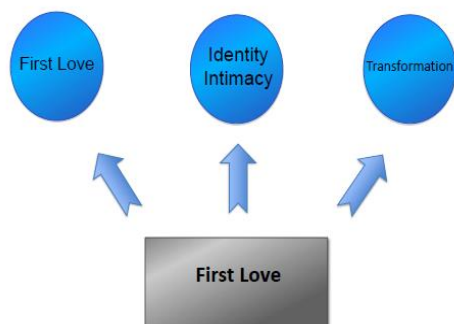 First Love
Identity
Intimacy
Transformation
First Love